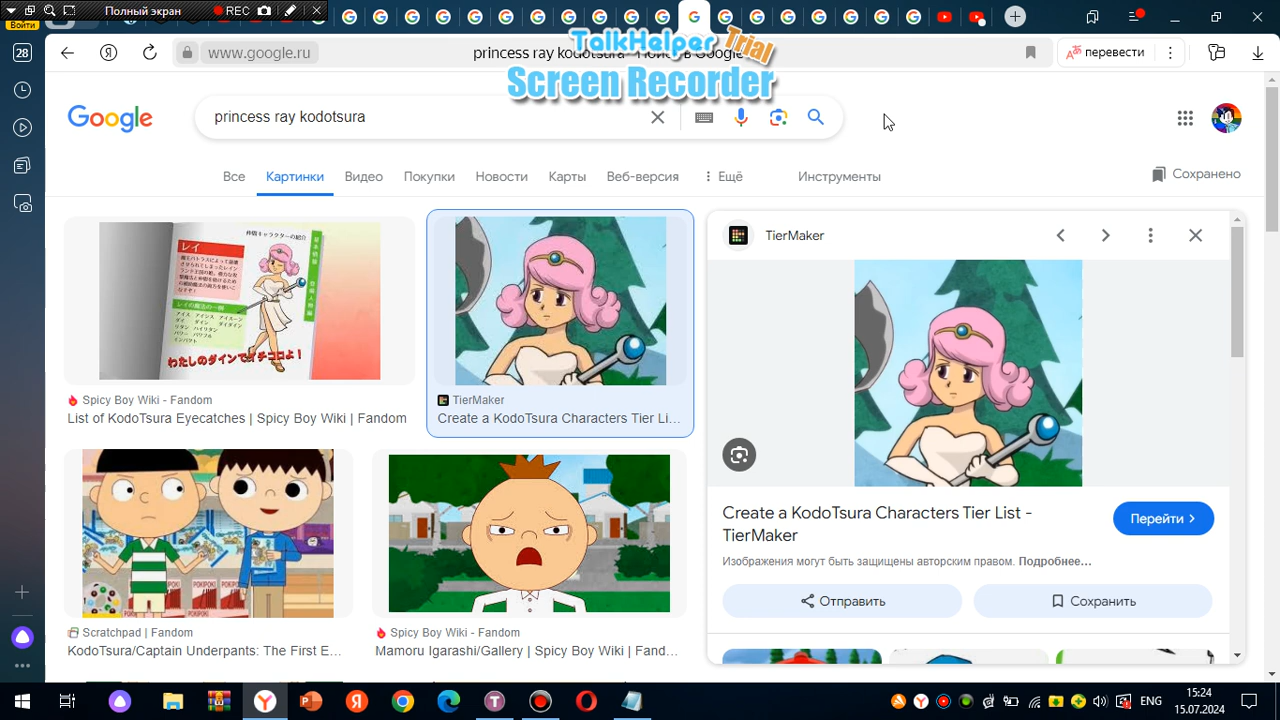 Полный экран
REC
Войти
28
www.google.ru
princess ray kodotsura - Поиск в Google
перевести
TalkHelper Trial
Screen Recorder
Google
princess ray kodotsura
Все
Картинки
Видео
Покупки
Новости
Карты
Веб-версия
Ещё
Инструменты
Сохранено
レイ
わたしのダインでイチコロよ！
Spicy Boy Wiki - Fandom
List of KodoTsura Eyecatches | Spicy Boy Wiki | Fandom
TierMaker
Create a KodoTsura Characters Tier Li...
Scratchpad | Fandom
KodoTsura/Captain Underpants: The First E...
Spicy Boy Wiki - Fandom
Mamoru Igarashi/Gallery | Spicy Boy Wiki | Fand...
TierMaker
Create a KodoTsura Characters Tier List -
TierMaker
Перейти
Изображения могут быть защищены авторским правом. Подробнее...
Отправить
Сохранить
ENG
15:24
15.07.2024